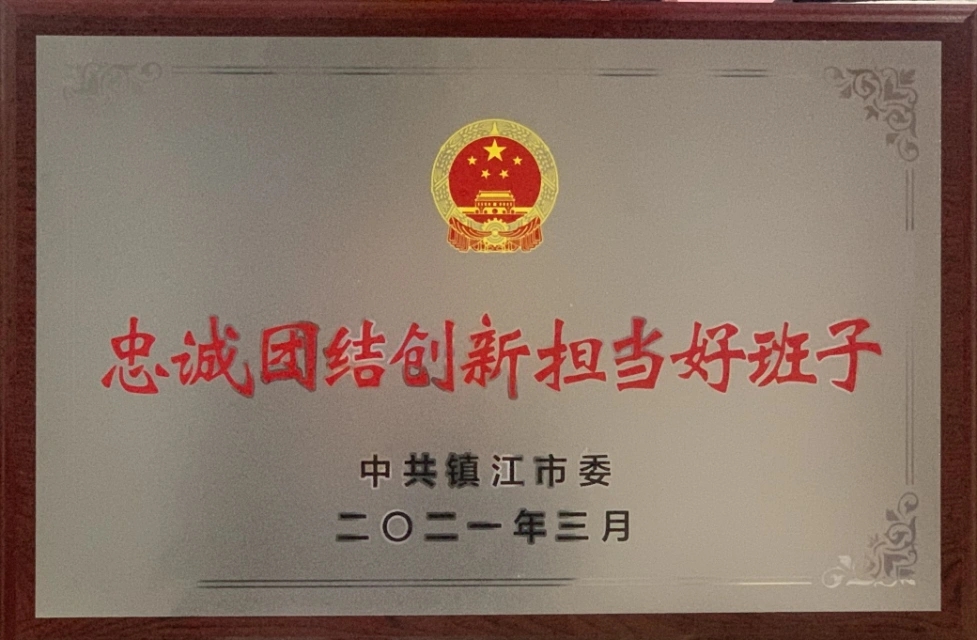 忠诚团结创新担当好班子
中共镇江市委
二〇二一年三月